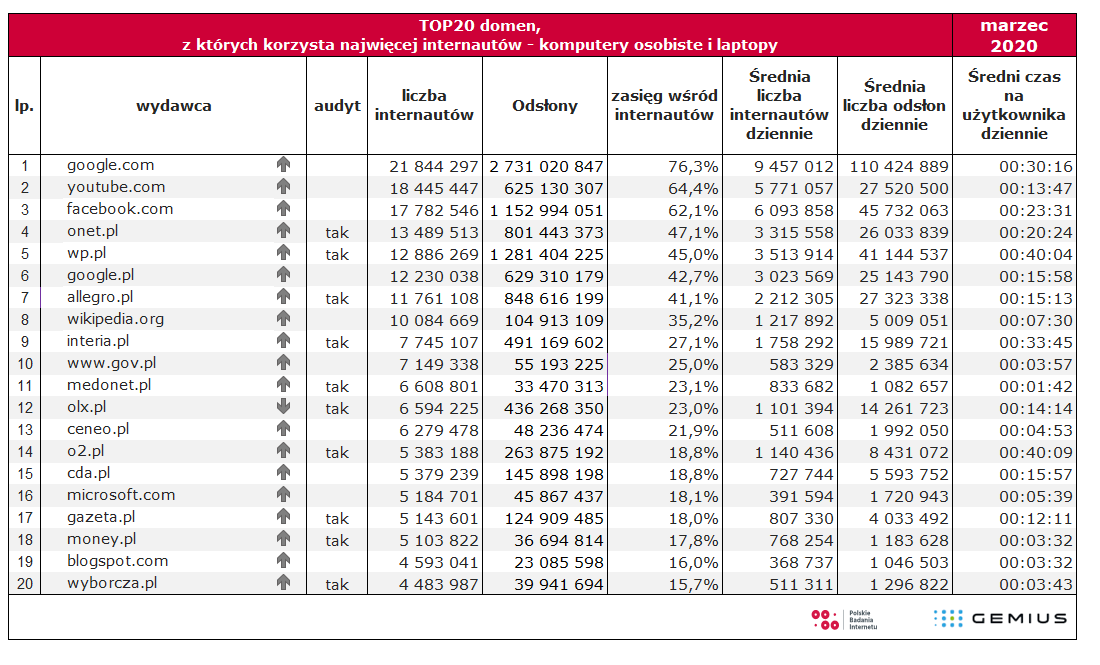 TOP20 domen,
z których korzysta najwięcej internautów - komputery osobiste i laptopy
marzec
2020
lp. wydawca audyt liczba internautów Odsłony zasięg wśród internautów Średnia liczba internautów dziennie Średnia liczba odsłon dziennie Średni czas na użytkownika dziennie
1 google.com 21 844 297 2 731 020 847 76,3% 9 457 012 110 424 889 00:30:16
2 youtube.com 18 445 447 625 130 307 64,4% 5 771 057 27 520 500 00:13:47
3 facebook.com 17 782 546 1 152 994 051 62,1% 6 093 858 45 732 063 00:23:31
4 onet.pl tak 13 489 513 801 443 373 47,1% 3 315 558 26 033 839 00:20:24
5 wp.pl tak 12 886 269 1 281 404 225 45,0% 3 513 914 41 144 537 00:40:04
6 google.pl 12 230 038 629 310 179 42,7% 3 023 569 25 143 790 00:15:58
7 allegro.pl tak 11 761 108 848 616 199 41,1% 2 212 305 27 323 338 00:15:13
8 wikipedia.org 10 084 669 104 913 109 35,2% 1 217 892 5 009 051 00:07:30
9 interia.pl tak 7 745 107 491 169 602 27,1% 1 758 292 15 989 721 00:33:45
10 www.gov.pl 7 149 338 55 193 225 25,0% 583 329 2 385 634 00:03:57
11 medonet.pl tak 6 608 801 33 470 313 23,1% 833 682 1 082 657 00:01:42
12 olx.pl tak 6 594 225 436 268 350 23,0% 1 101 394 14 261 723 00:14:14
13 ceneo.pl 6 279 478 48 236 474 21,9% 511 608 1 992 050 00:04:53
14 o2.pl tak 5 383 188 263 875 192 18,8% 1 140 436 8 431 072 00:40:09
15 cda.pl 5 379 239 145 898 198 18,8% 727 744 5 593 752 00:15:57
16 microsoft.com 5 184 701 45 867 437 18,1% 391 594 1 720 943 00:05:39
17 gazeta.pl tak 5 143 601 124 909 485 18,0% 807 330 4 033 492 00:12:11
18 money.pl tak 5 103 822 36 694 814 17,8% 768 254 1 183 628 00:03:32
19 blogspot.com 4 593 041 23 085 598 16,0% 368 737 1 046 503 00:03:32
20 wyborcza.pl tak 4 483 987 39 941 694 15,7% 511 311 1 296 822 00:03:43
Polskie
Badania
Internetu
GEMIUS